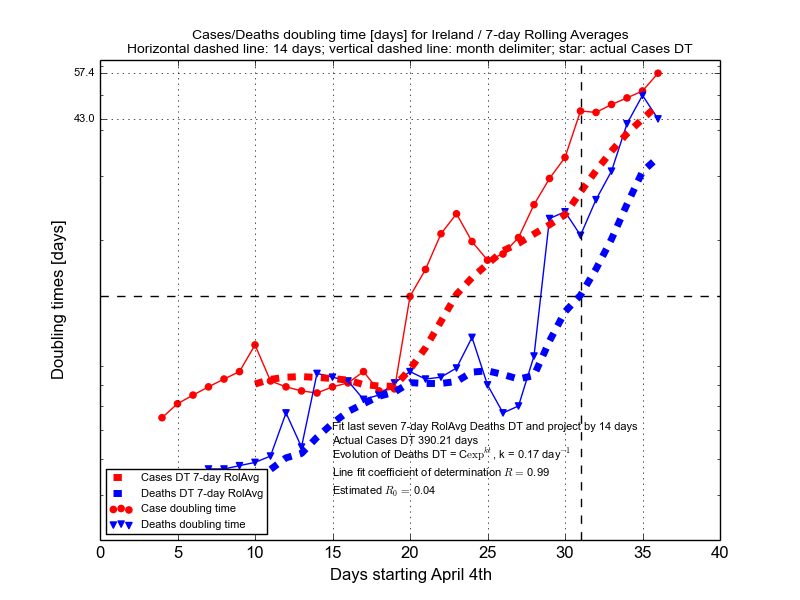 Cases/Deaths doubling time [days] for Ireland / 7-day Rolling Averages
Horizontal dashed line: 14 days; vertical dashed line: month delimiter; star: actual Cases DT
57.4
43.0
Doubling times [days]
Fit last seven 7-day RolAvg Deaths DT and project by 14 days
Actual Cases DT 390.21 days
Evolution of Deaths DT = Cexp^{kt}, k = 0.17 day^{-1}
Line fit coefficient of determination R = 0.99
Estimated R_0 = 0.04
Cases DT 7-day RolAvg
Deaths DT 7-day RolAvg
Case doubling time
Deaths doubling time
0 5 10 15 20 25 30 35 40
Days starting April 4th